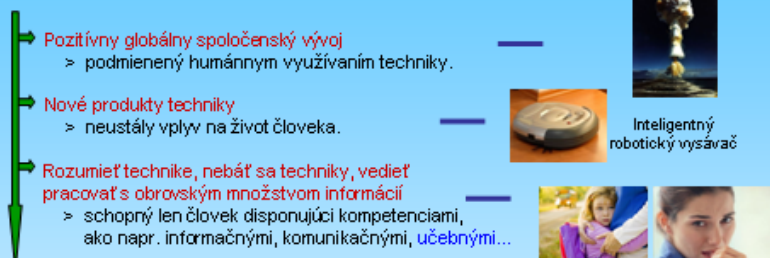 Pozitívny globálny spoločenský vývoj
> podmienený humánnym využívaním techniky.
Nové produkty techniky
> neustály vplyv na život človeka.
Inteligentný
robotický vysávač
Rozumieť technike, nebáť sa techniky, vedieť
pracovať s obrovským množstvom informácií
> schopný len človek disponujúci kompetenciami,
ako napr. informačnými, komunikačnými, učebnými...